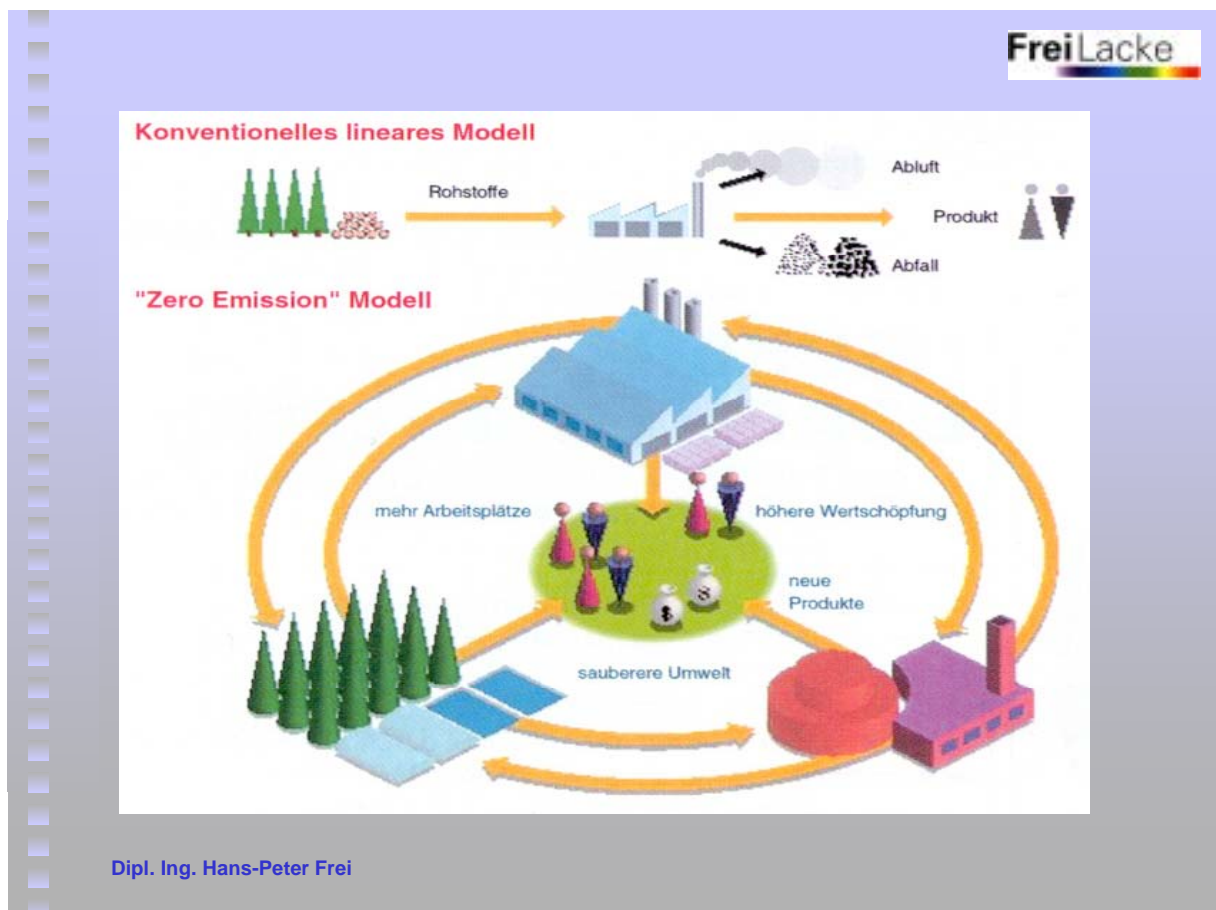 FreiLacke
Konventionelles lineares Modell
Rohstoffe
Abluft
Produkt
Abfall
"Zero Emission" Modell
mehr Arbeitsplätze
höhere Wertschöpfung
neue
Produkte
sauberere Umwelt
Dipl. Ing. Hans-Peter Frei